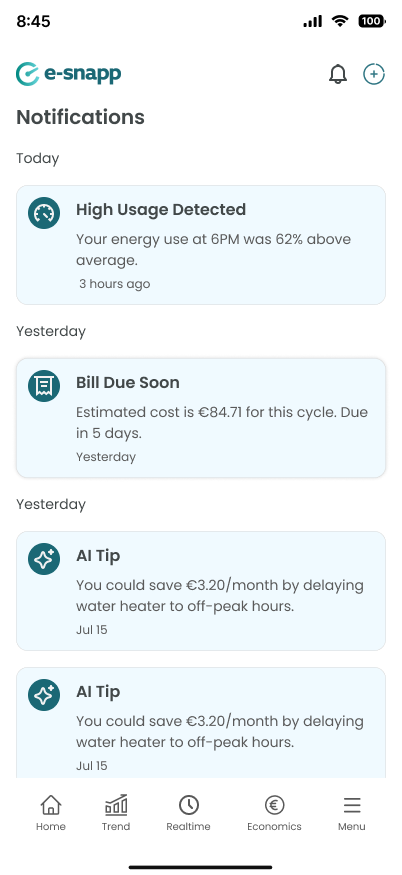 8:45
100
e-snapp
Notifications
Today
High Usage Detected
Your energy use at 6PM was 62% above
average.
3 hours ago
Yesterday
Bill Due Soon
Estimated cost is €84.71 for this cycle. Due
in 5 days.
Yesterday
Yesterday
AI Tip
You could save €3.20/month by delaying
water heater to off-peak hours.
Jul 15
AI Tip
You could save €3.20/month by delaying
water heater to off-peak hours.
Jul 15
Home Trend Realtime Economics Menu